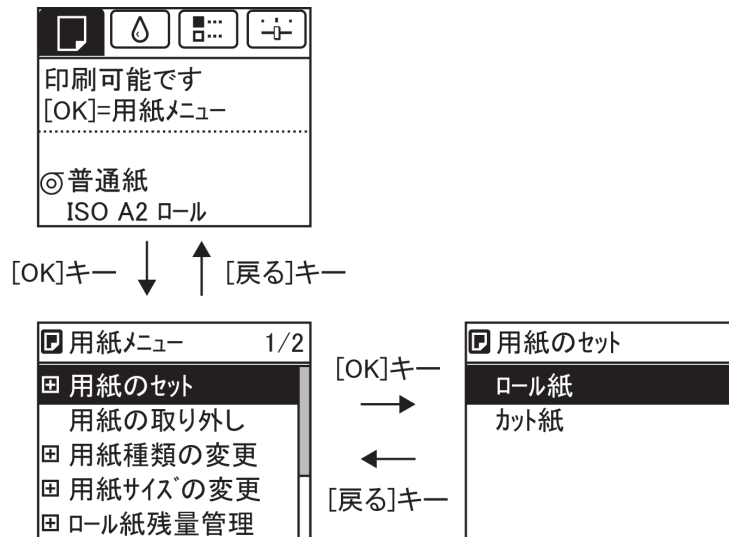 印刷可能です
[OK]=用紙メニュー
普通紙
ISO A2 ロール
[OK]キー
[戻る]キー
用紙メニュー 1/2
用紙のセット
用紙の取り外し
用紙種類の変更
用紙サイズの変更
ロール紙残量管理
[OK]キー
[戻る]キー
用紙のセット
ロール紙
カット紙